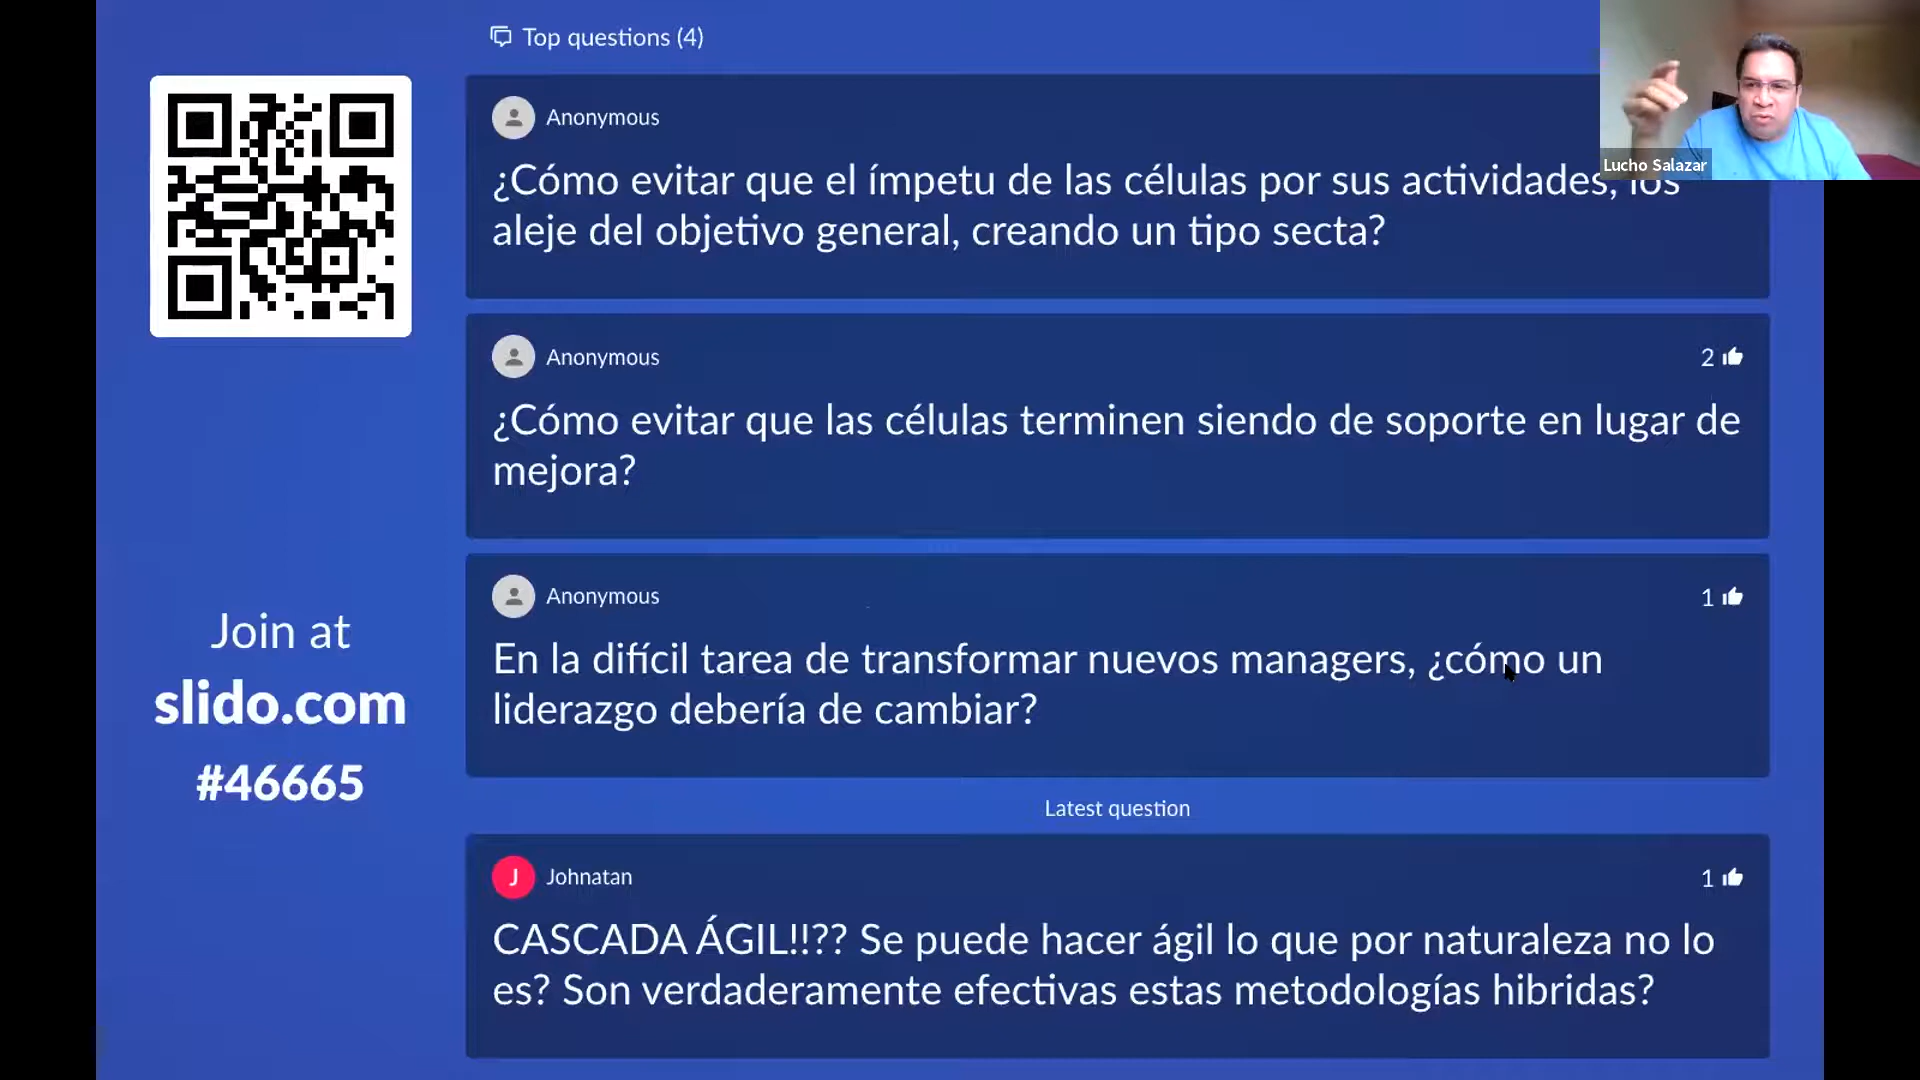 Top questions (4)
Anonymous
¿Cómo evitar que el ímpetu de las células por sus actividades, los
aleje del objetivo general, creando un tipo secta?
Anonymous
2
¿Cómo evitar que las células terminen siendo de soporte en lugar de
mejora?
Anonymous
1
En la difícil tarea de transformar nuevos managers, ¿cómo un
liderazgo debería de cambiar?
Latest question
J
Johnatan
1
CASCADA ÁGIL!!?? Se puede hacer ágil lo que por naturaleza no lo
es? Son verdaderamente efectivas estas metodologías hibridas?
Join at
slido.com
#46665
Lucho Salazar